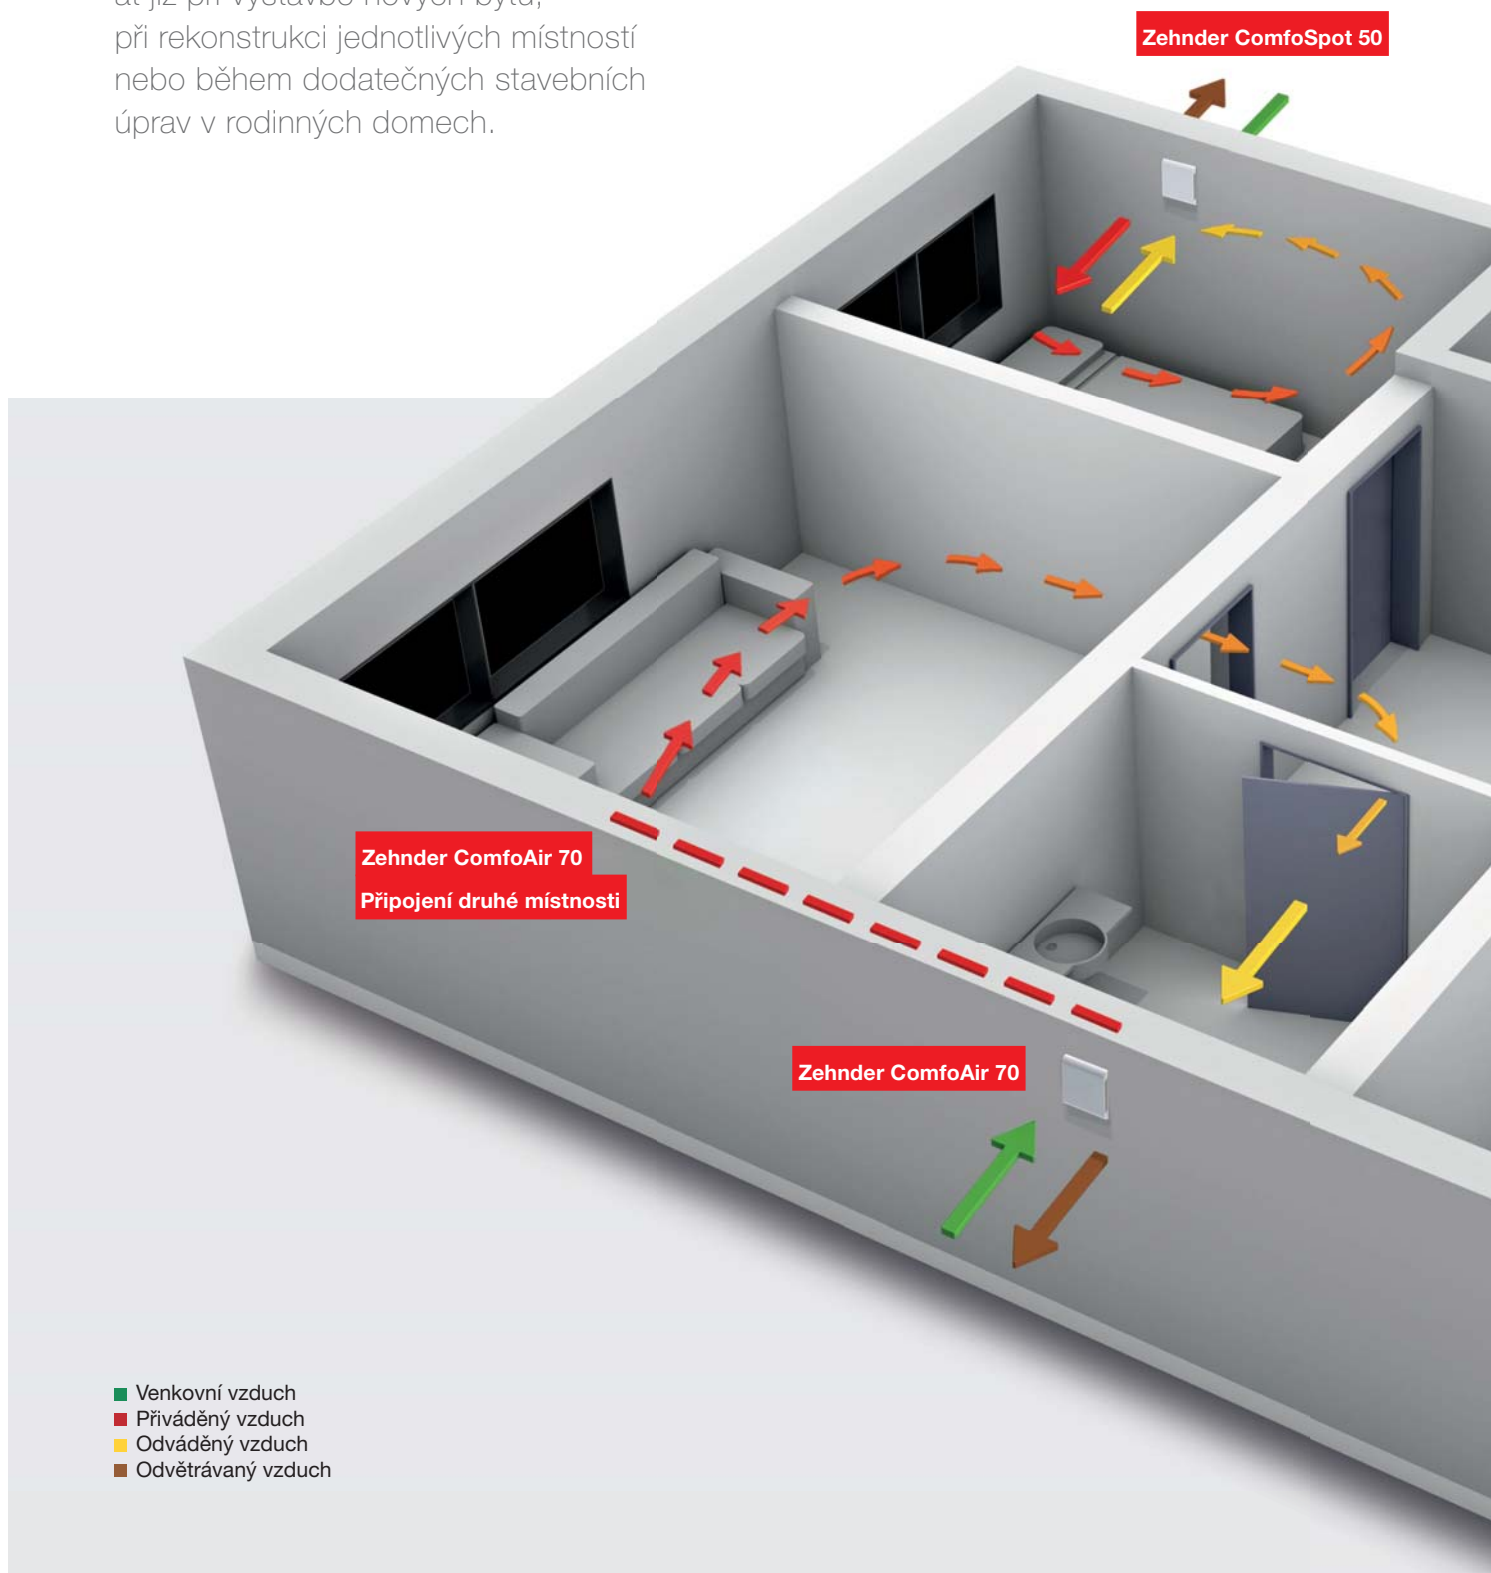 při rekonstrukci jednotlivých místností
nebo během dodatečných stavebních
úprav v rodinných domech.
Zehnder ComfoSpot 50
Zehnder ComfoAir 70
Připojení druhé místnosti
Zehnder ComfoAir 70
Venkovní vzduch
Přiváděný vzduch
Odváděný vzduch
Odvětrávaný vzduch